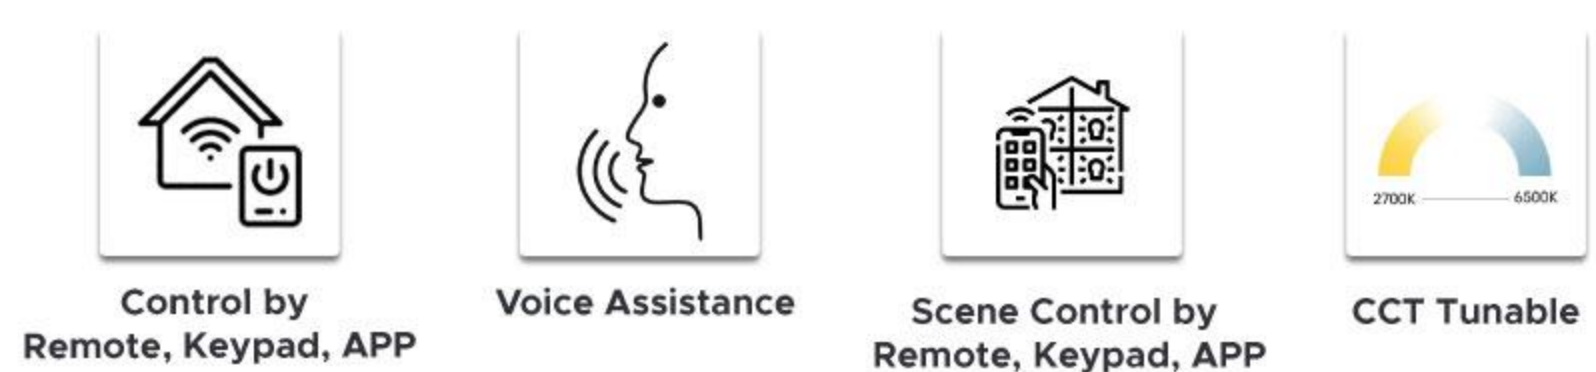 Control by
Remote, Keypad, APP
Voice Assistance
Scene Control by
Remote, Keypad, APP
2700K
6500K
CCT Tunable